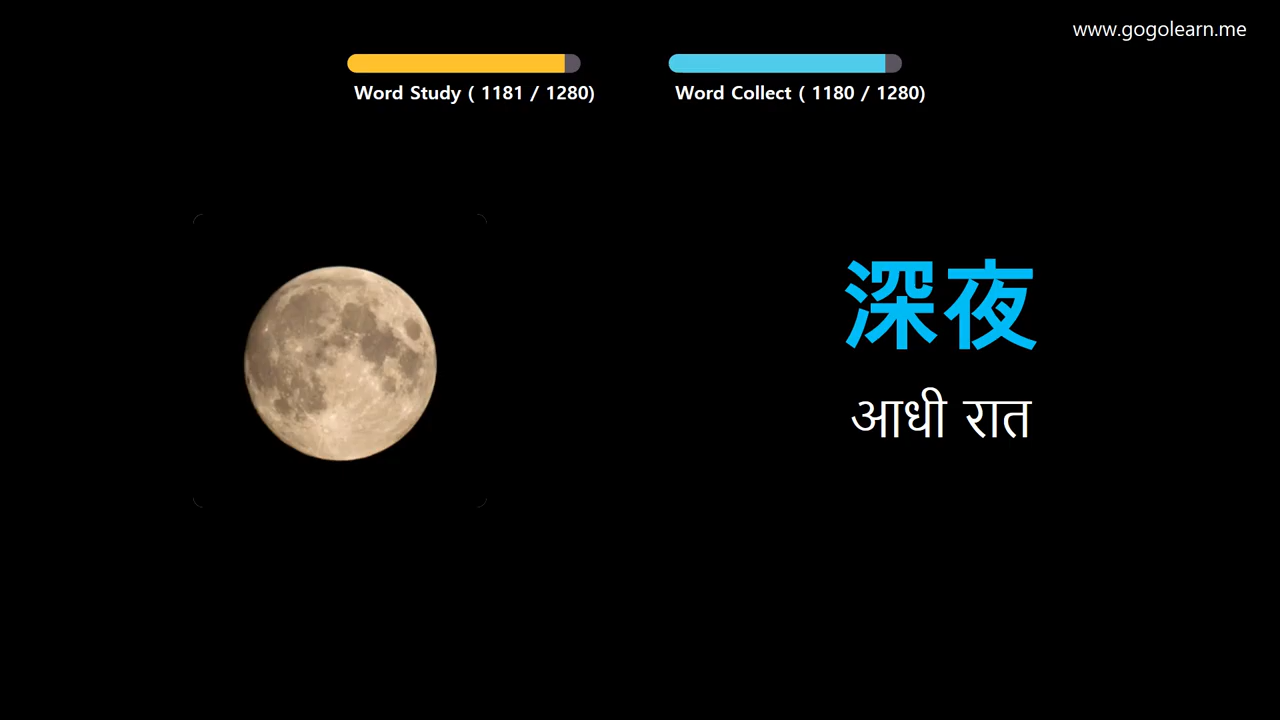 www.gogolearn.me
Word Study ( 1181 / 1280)
Word Collect ( 1180 / 1280)
深夜
आधी रात